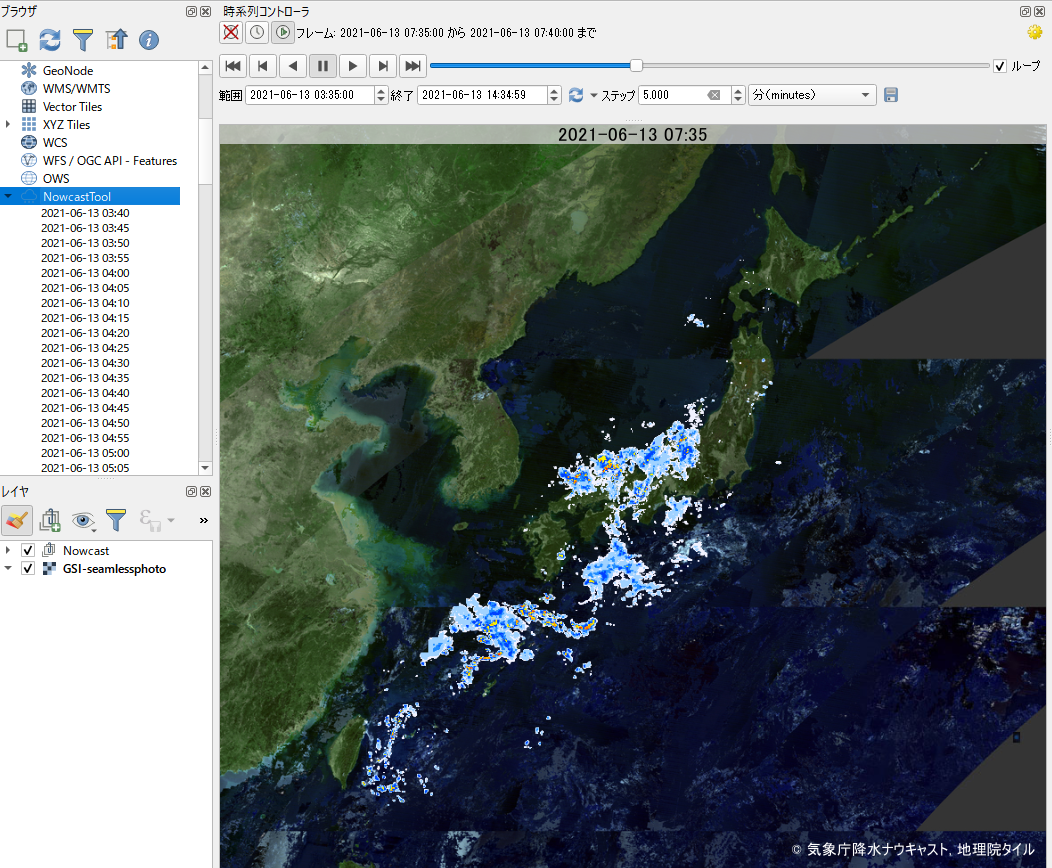 ブラウザ
GeoNode
WMS/WMTS
Vector Tiles
XYZ Tiles
WCS
WFS / OGC API - Features
OWS
NowcastTool
2021-06-13 03:40
2021-06-13 03:45
2021-06-13 03:50
2021-06-13 03:55
2021-06-13 04:00
2021-06-13 04:05
2021-06-13 04:10
2021-06-13 04:15
2021-06-13 04:20
2021-06-13 04:25
2021-06-13 04:30
2021-06-13 04:35
2021-06-13 04:40
2021-06-13 04:45
2021-06-13 04:50
2021-06-13 04:55
2021-06-13 05:00
2021-06-13 05:05
レイヤ
Nowcast
GSI-seamlessphoto
時系列コントローラ
フレーム: 2021-06-13 07:35:00 から 2021-06-13 07:40:00 まで
ループ
範囲 2021-06-13 03:35:00 終了 2021-06-13 14:34:59 ステップ 5.000 分(minutes)
2021-06-13 07:35
© 気象庁降水ナウキャスト, 地理院タイル